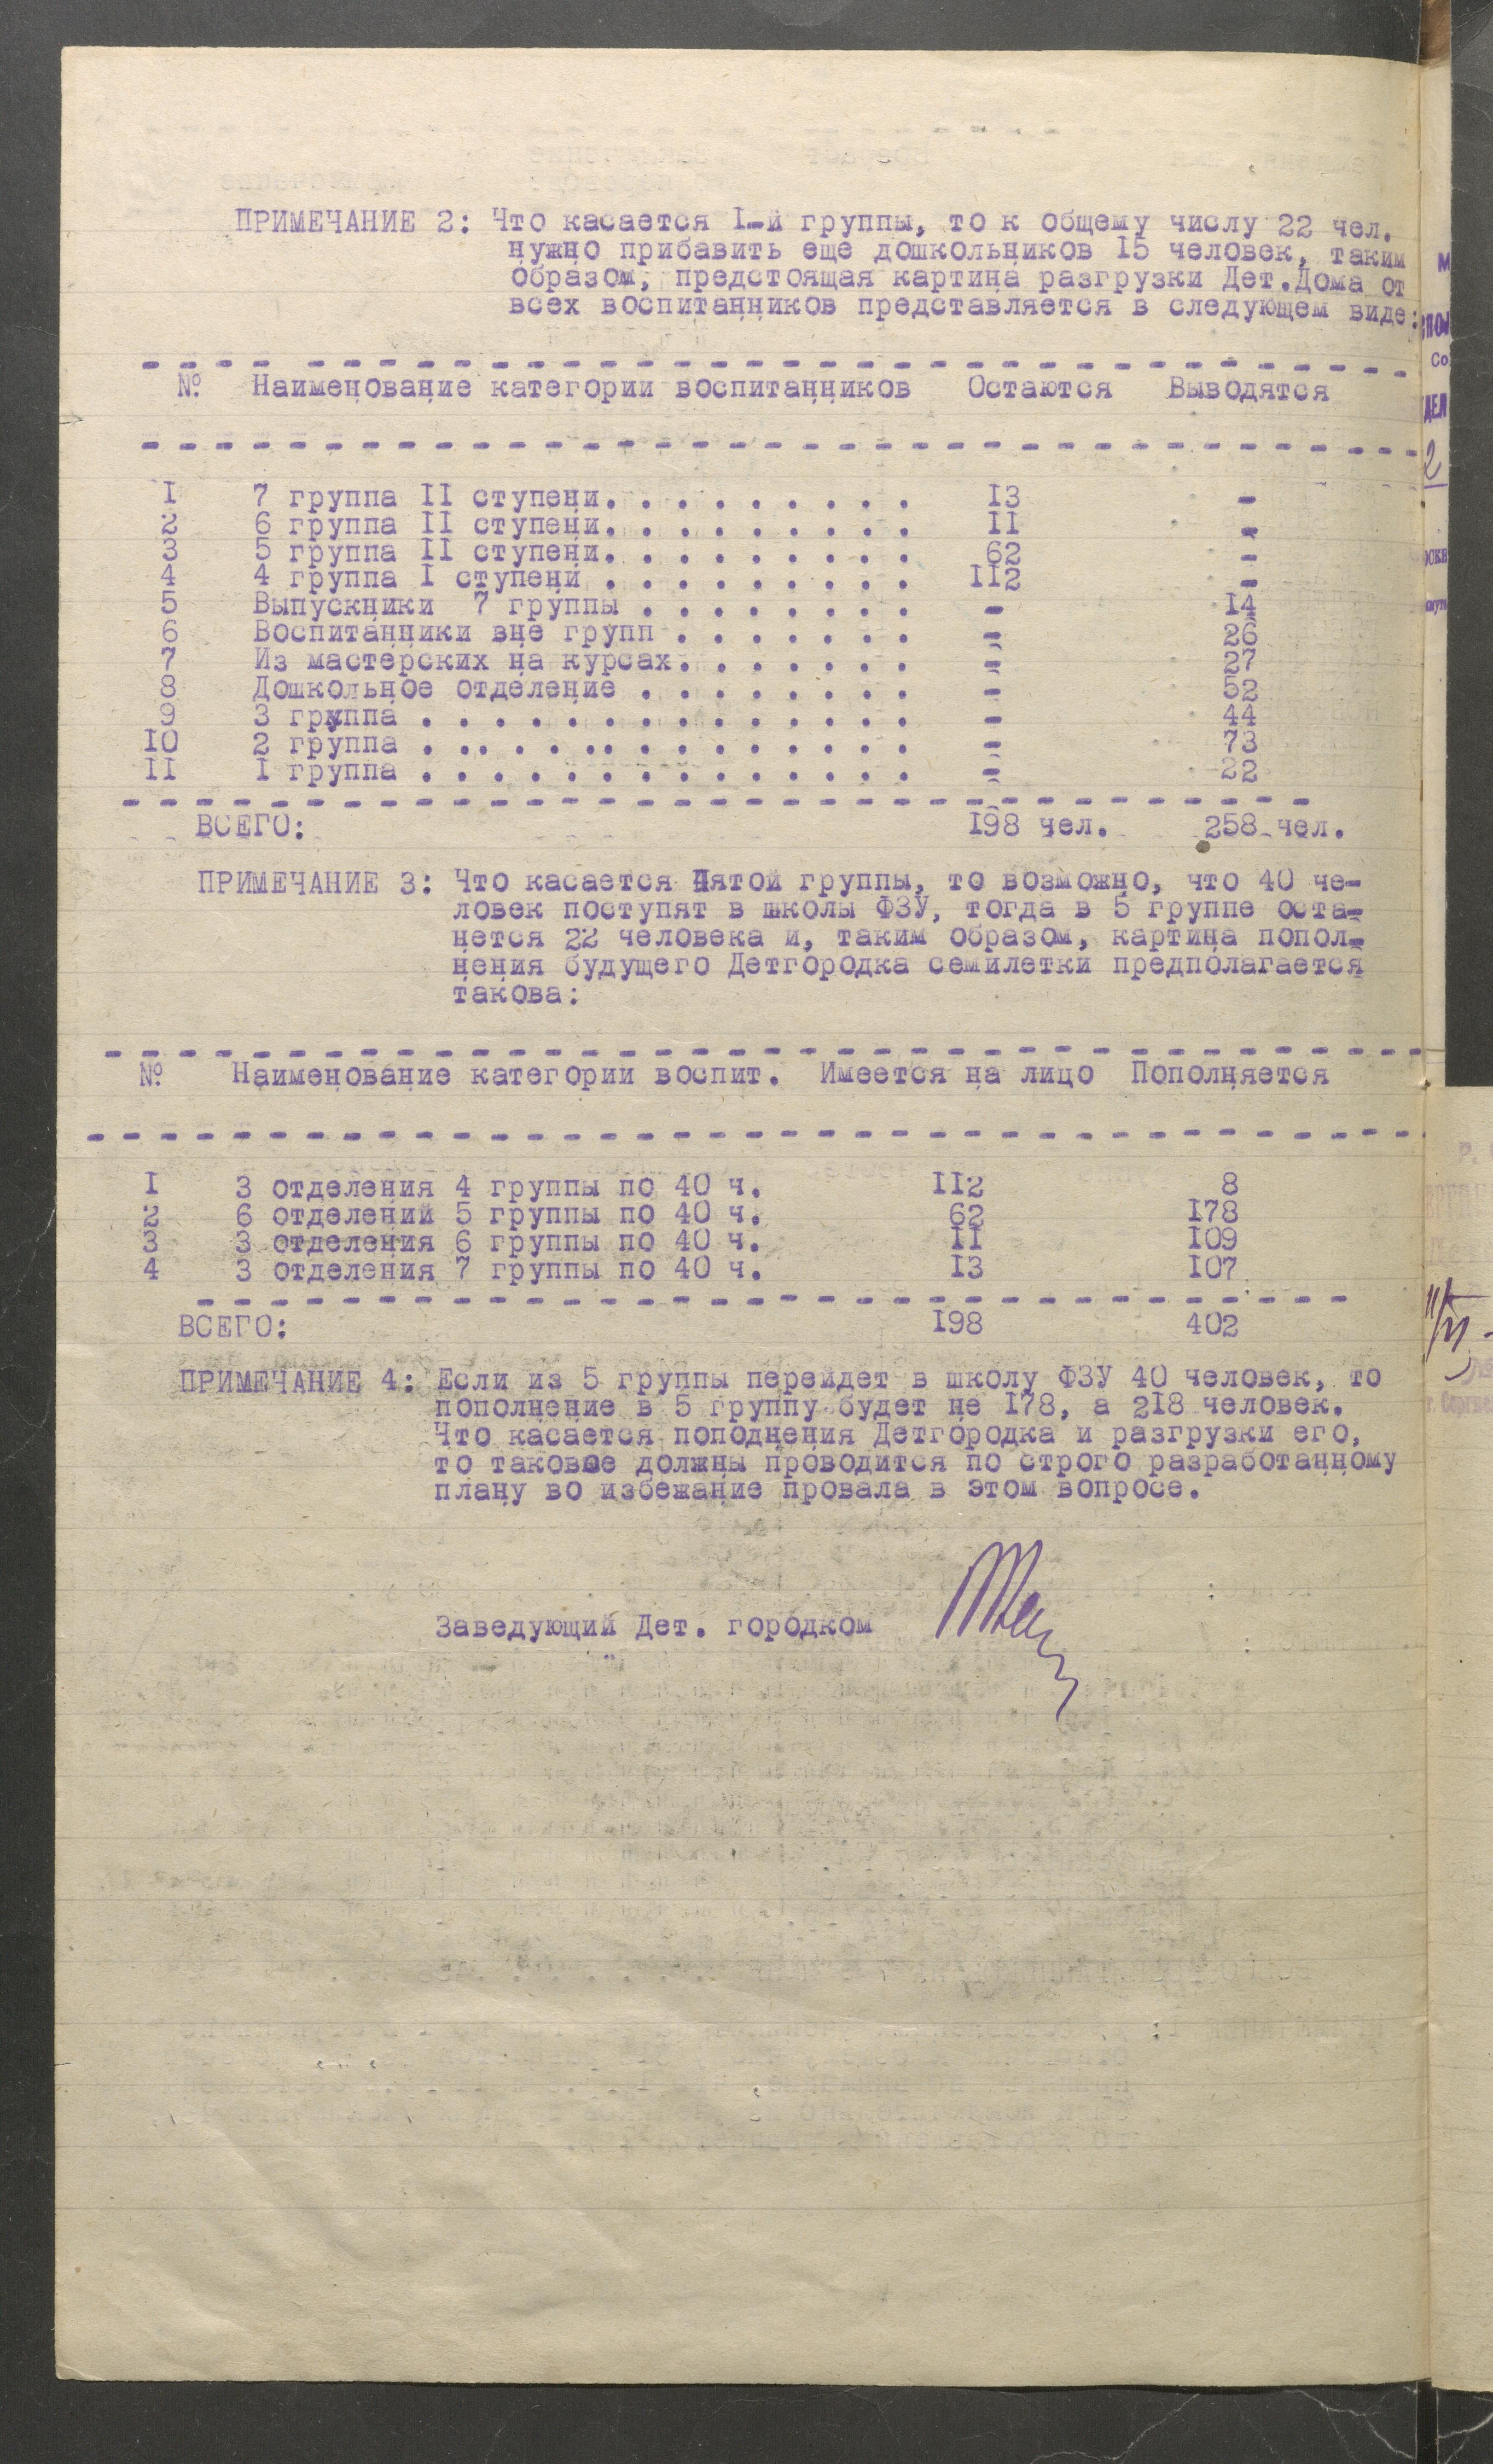 ПРИМЕЧАНИЕ 2: Что касается I-й группы, то к общему числу 22 чел.
нужно прибавить еще дошкольников 15 человек, таким
образом, предстоящая картина разгрузки Дет.Дома от
всех воспитанников представляется в следующем виде:
№ Наименование категории воспитанников Остаются Выводятся
I 7 группа II ступени. . . . . . . . . 13 -
2 6 группа II ступени. . . . . . . . . II -
3 5 группа II ступени. . . . . . . . . 62 -
4 4 группа I ступени . . . . . . . . . II2 -
5 Выпускники 7 группы . . . . . . . . - 14
6 Воспитанники вне групп . . . . . . . - 26
7 Из мастерских на курсах. . . . . . . - 27
8 Дошкольное отделение . . . . . . . . - 52
9 3 группа . . . . . . . . . . . . . . - 44
10 2 группа . .. . . .. . . . . . . . . - 73
II I группа . . . . . . . . . . . . . . - 22
ВСЕГО: 198 чел. 258 чел.
ПРИМЕЧАНИЕ 3: Что касается Пятой группы, то возможно, что 40 че-
ловек поступят в школы ФЗУ, тогда в 5 группе оста-
нется 22 человека и, таким образом, картина попол-
нения будущего Детгородка семилетки предполагается
такова:
№ Наименование категории воспит. Имеется на лицо Пополняется
I 3 отделения 4 группы по 40 ч. II2 8
2 6 отделений 5 группы по 40 ч. 62 178
3 3 отделения 6 группы по 40 ч. II 109
4 3 отделения 7 группы по 40 ч. 13 107
ВСЕГО: 198 402
ПРИМЕЧАНИЕ 4: Если из 5 группы перейдет в школу ФЗУ 40 человек, то
пополнение в 5 группу будет не 178, а 218 человек.
Что касается пополнения Детгородка и разгрузки его,
то таковые должны проводится по строго разработанному
плану во избежание провала в этом вопросе.
Заведующий Дет. городком